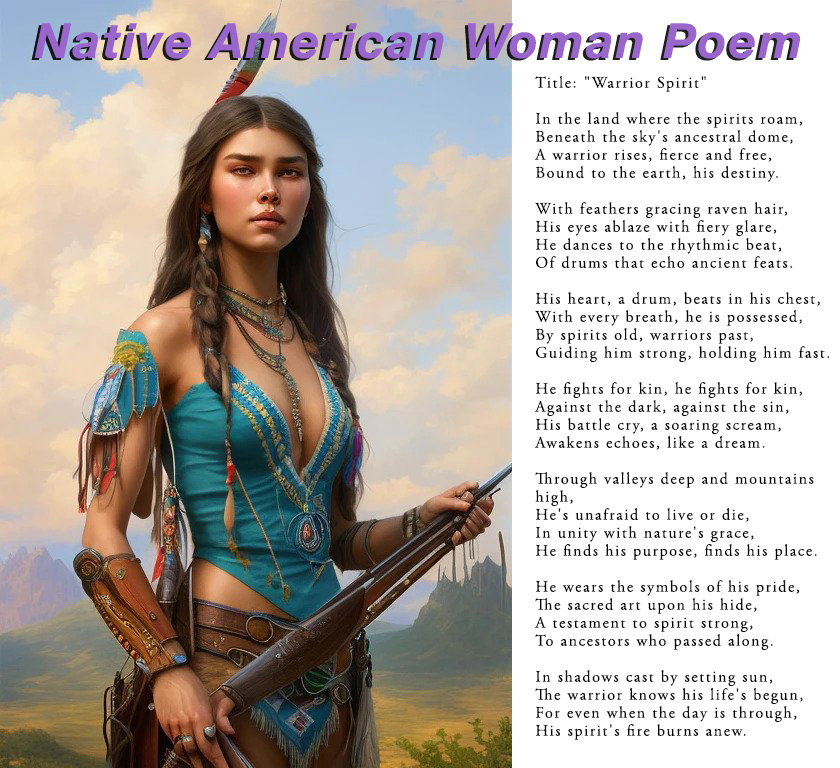 Native American Woman Poem
Title: "Warrior Spirit"
In the land where the spirits roam,
Beneath the sky's ancestral dome,
A warrior rises, fierce and free,
Bound to the earth, his destiny.
With feathers gracing raven hair,
His eyes ablaze with fiery glare,
He dances to the rhythmic beat,
Of drums that echo ancient feats.
His heart, a drum, beats in his chest,
With every breath, he is possessed,
By spirits old, warriors past,
Guiding him strong, holding him fast.
He fights for kin, he fights for kin,
Against the dark, against the sin,
His battle cry, a soaring scream,
Awakens echoes, like a dream.
Through valleys deep and mountains
high,
He's unafraid to live or die,
In unity with nature's grace,
He finds his purpose, finds his place.
He wears the symbols of his pride,
The sacred art upon his hide,
A testament to spirit strong,
To ancestors who passed along.
In shadows cast by setting sun,
The warrior knows his life's begun,
For even when the day is through,
His spirit's fire burns anew.